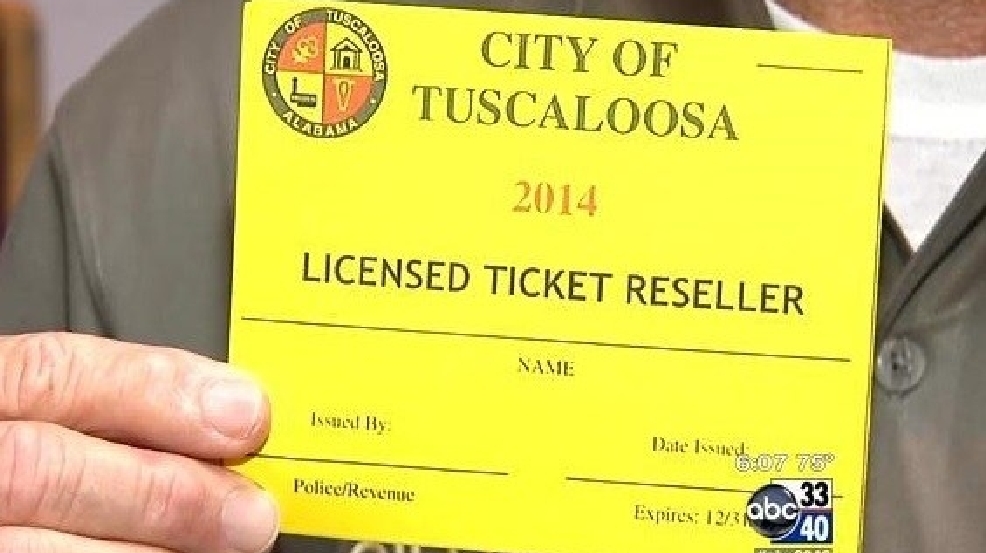 CITY OF TUSCALOOSA
ALABAMA
CITY OF
TUSCALOOSA
2014
LICENSED TICKET RESELLER
NAME
Issued By:
Date Issued:
6:07 75°
Police/Revenue
Expires: 12/31
abc 33
40